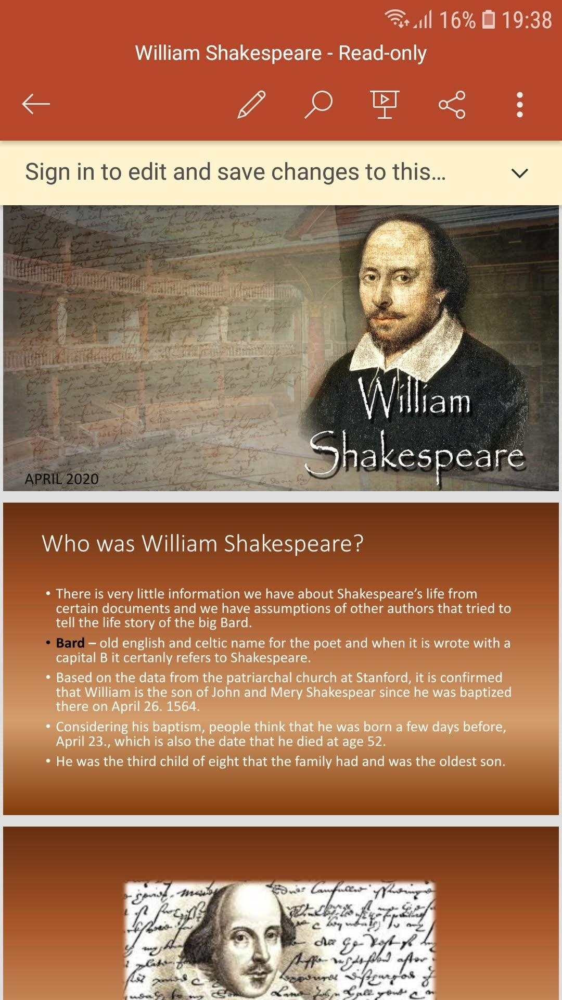 16% 19:38
William Shakespeare - Read-only
Sign in to edit and save changes to this...
William
Shakespeare
APRIL 2020
Who was William Shakespeare?
• There is very little information we have about Shakespeare's life from
certain documents and we have assumptions of other authors that tried to
tell the life story of the big Bard.
• Bard – old english and celtic name for the poet and when it is wrote with a
capital B it certanly refers to Shakespeare.
• Based on the data from the patriarchal church at Stanford, it is confirmed
that William is the son of John and Mery Shakespear since he was baptized
there on April 26. 1564.
• Considering his baptism, people think that he was born a few days before,
April 23., which is also the date that he died at age 52.
• He was the third child of eight that the family had and was the oldest son.